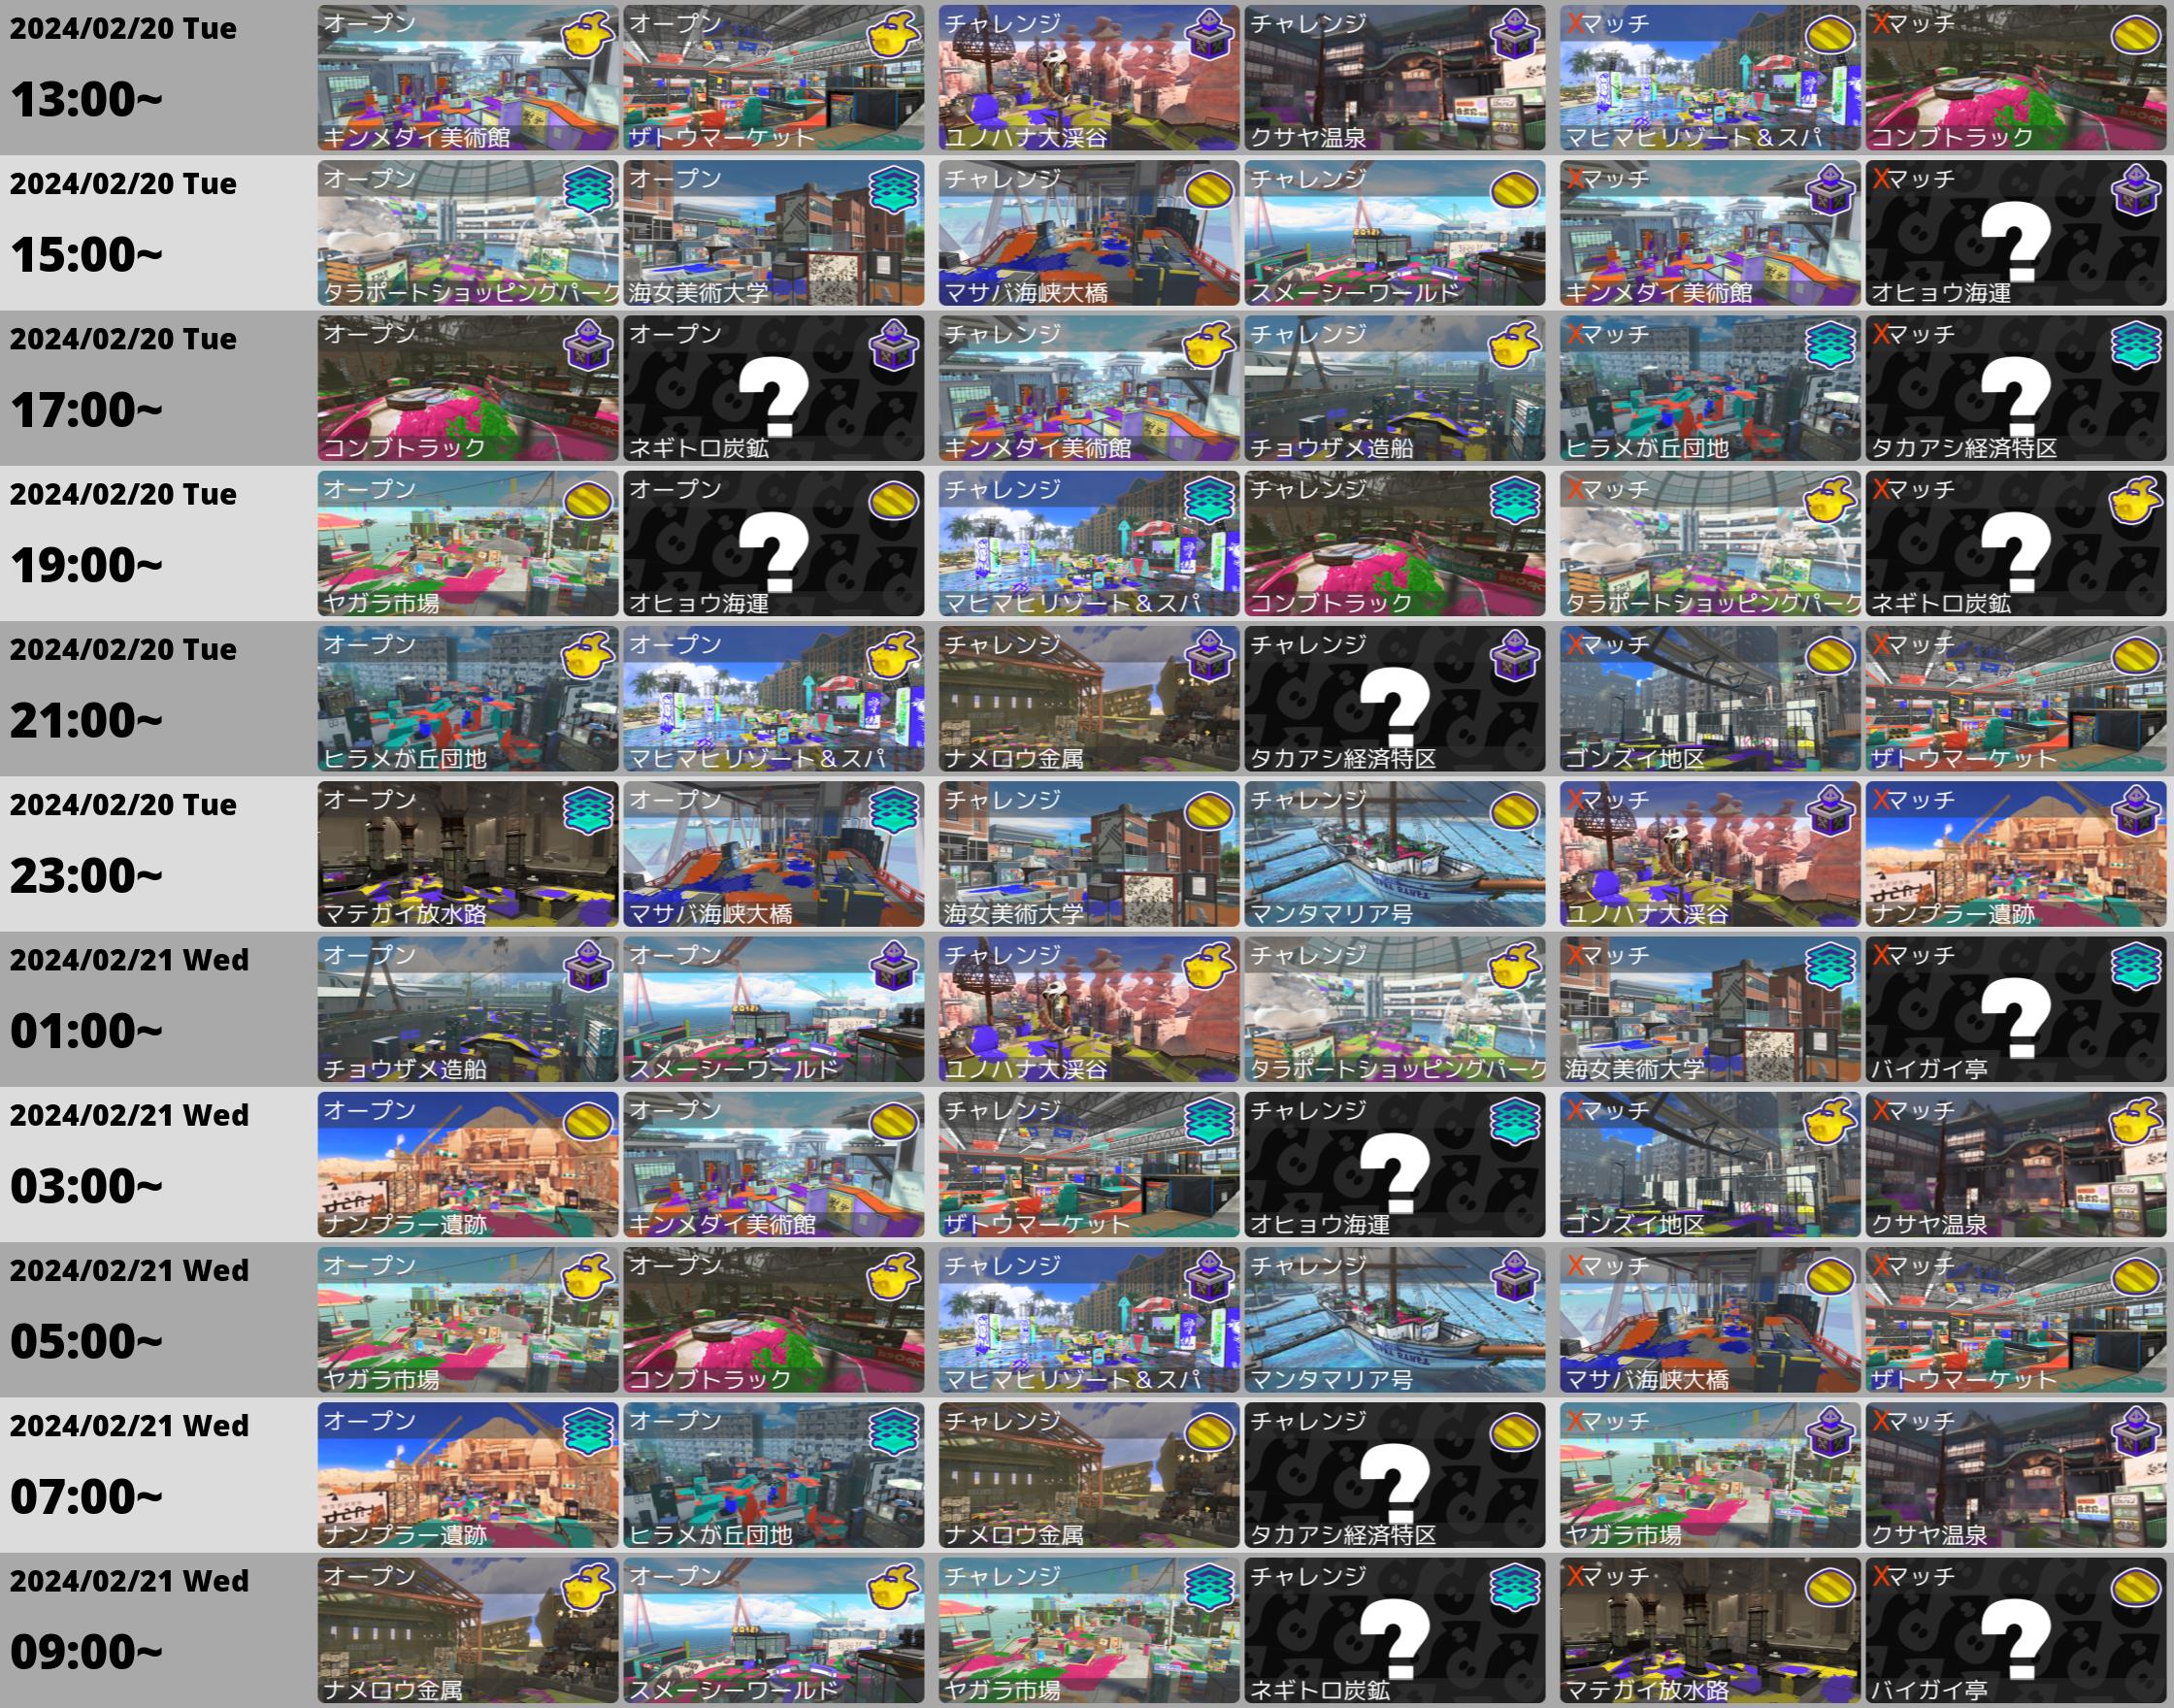 2024/02/20 Tue
13:00~
オープン
キンメダイ美術館
オープン
ザトウマーケット
チャレンジ
ユノハナ大渓谷
チャレンジ
クサヤ温泉
Xマッチ
マヒマヒリゾート＆スパ
Xマッチ
コンブトラック
2024/02/20 Tue
15:00~
オープン
タラポートショッピングパーク
オープン
海女美術大学
チャレンジ
マサバ海峡大橋
チャレンジ
スメーシーワールド
Xマッチ
キンメダイ美術館
Xマッチ
?
オヒョウ海運
2024/02/20 Tue
17:00~
オープン
コンブトラック
オープン
?
ネギトロ炭鉱
チャレンジ
キンメダイ美術館
チャレンジ
チョウザメ造船
Xマッチ
ヒラメが丘団地
Xマッチ
?
タカアシ経済特区
2024/02/20 Tue
19:00~
オープン
ヤガラ市場
オープン
?
オヒョウ海運
チャレンジ
マヒマヒリゾート＆スパ
チャレンジ
コンブトラック
Xマッチ
タラポートショッピングパーク
Xマッチ
?
ネギトロ炭鉱
2024/02/20 Tue
21:00~
オープン
ヒラメが丘団地
オープン
マヒマヒリゾート＆スパ
チャレンジ
ナメロウ金属
チャレンジ
?
タカアシ経済特区
Xマッチ
ゴンズイ地区
Xマッチ
ザトウマーケット
2024/02/20 Tue
23:00~
オープン
マテガイ放水路
オープン
マサバ海峡大橋
チャレンジ
海女美術大学
チャレンジ
マンタマリア号
Xマッチ
ユノハナ大渓谷
Xマッチ
ナンプラー遺跡
2024/02/21 Wed
01:00~
オープン
チョウザメ造船
オープン
スメーシーワールド
チャレンジ
ユノハナ大渓谷
チャレンジ
タラポートショッピングパーク
Xマッチ
海女美術大学
Xマッチ
?
バイガイ亭
2024/02/21 Wed
03:00~
オープン
ナンプラー遺跡
オープン
キンメダイ美術館
チャレンジ
ザトウマーケット
チャレンジ
?
オヒョウ海運
Xマッチ
ゴンズイ地区
Xマッチ
クサヤ温泉
2024/02/21 Wed
05:00~
オープン
ヤガラ市場
オープン
コンブトラック
チャレンジ
マヒマヒリゾート＆スパ
チャレンジ
マンタマリア号
Xマッチ
マサバ海峡大橋
Xマッチ
ザトウマーケット
2024/02/21 Wed
07:00~
オープン
ナンプラー遺跡
オープン
ヒラメが丘団地
チャレンジ
ナメロウ金属
チャレンジ
?
タカアシ経済特区
Xマッチ
ヤガラ市場
Xマッチ
クサヤ温泉
2024/02/21 Wed
09:00~
オープン
ナメロウ金属
オープン
スメーシーワールド
チャレンジ
ヤガラ市場
チャレンジ
?
ネギトロ炭鉱
Xマッチ
マテガイ放水路
Xマッチ
?
バイガイ亭